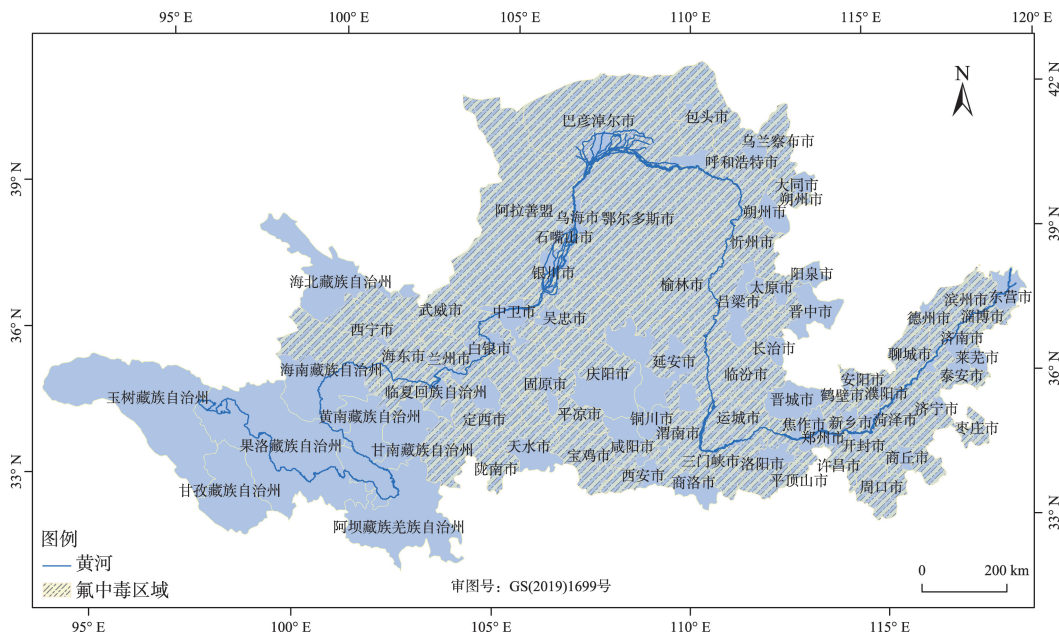 95° E 100° E 105° E 110° E 115° E 120° E
42° N
39° N
36° N
33° N
39° N
36° N
33° N
N
巴彦淖尔市
包头市
乌兰察布市
呼和浩特市
大同市
朔州市
朔州市
阿拉善盟
乌海市
鄂尔多斯市
石嘴山市
忻州市
银川市
阳泉市
海北藏族自治州
榆林市
太原市
吕梁市
武威市
中卫市
吴忠市
晋中市
滨州市
东营市
德州市
淄博市
西宁市
济南市
海东市
兰州市
白银市
延安市
长治市
聊城市
莱芜市
海南藏族自治州
临汾市
泰安市
固原市
庆阳市
安阳市
玉树藏族自治州
临夏回族自治州
晋城市
鹤壁市
濮阳市
黄南藏族自治州
定西市
平凉市
铜川市
运城市
菏泽市
济宁市
焦作市
新乡市
枣庄市
果洛藏族自治州
甘南藏族自治州
天水市
咸阳市
渭南市
郑州市
开封市
宝鸡市
三门峡市
洛阳市
许昌市
商丘市
陇南市
西安市
商洛市
平顶山市
周口市
甘孜藏族自治州
阿坝藏族羌族自治州
图例
黄河
氟中毒区域
审图号：GS(2019)1699号
0 200 km
95° E 100° E 105° E 110° E 115° E